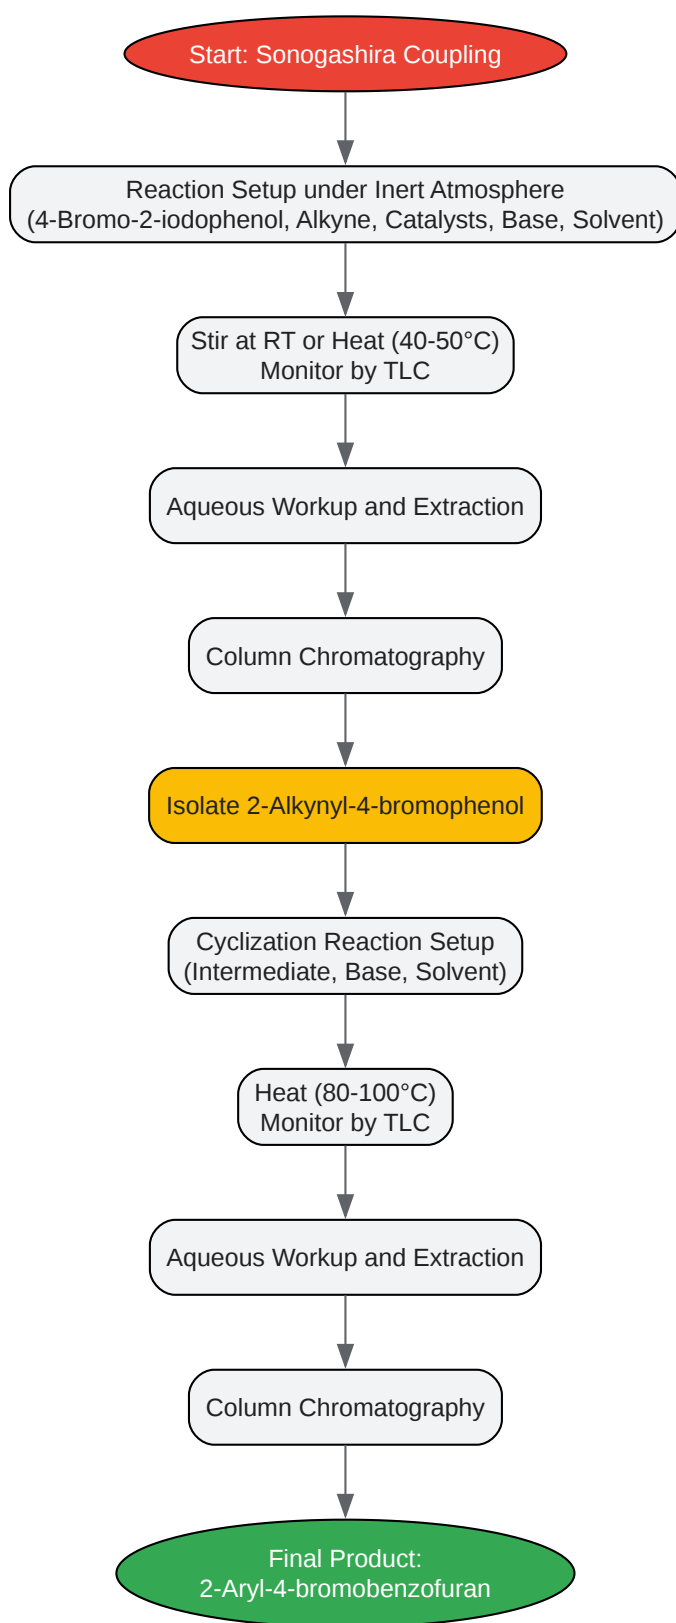 Start: Sonogashira Coupling
Reaction Setup under Inert Atmosphere
(4-Bromo-2-iodophenol, Alkyne, Catalysts, Base, Solvent)
Stir at RT or Heat (40-50°C)
Monitor by TLC
Aqueous Workup and Extraction
Column Chromatography
Isolate 2-Alkynyl-4-bromophenol
Cyclization Reaction Setup
(Intermediate, Base, Solvent)
Heat (80-100°C)
Monitor by TLC
Aqueous Workup and Extraction
Column Chromatography
Final Product:
2-Aryl-4-bromobenzofuran